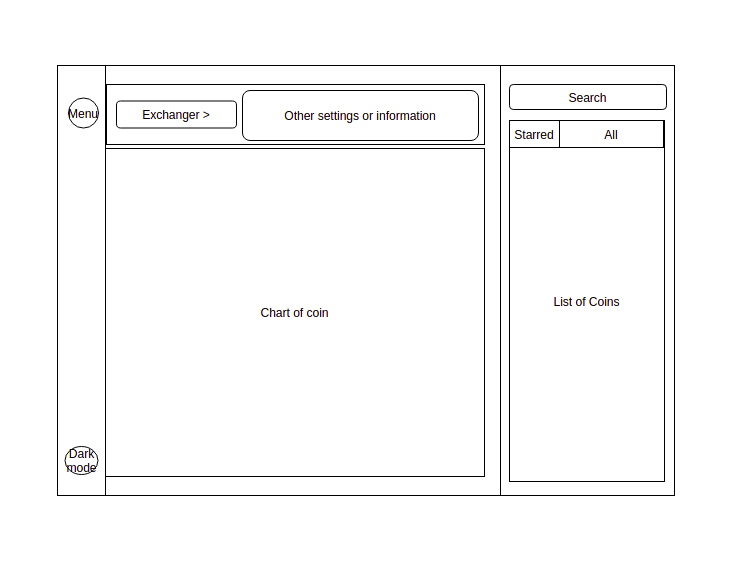 Menu
Exchanger >
Other settings or information
Search
Starred
All
Chart of coin
List of Coins
Dark
mode